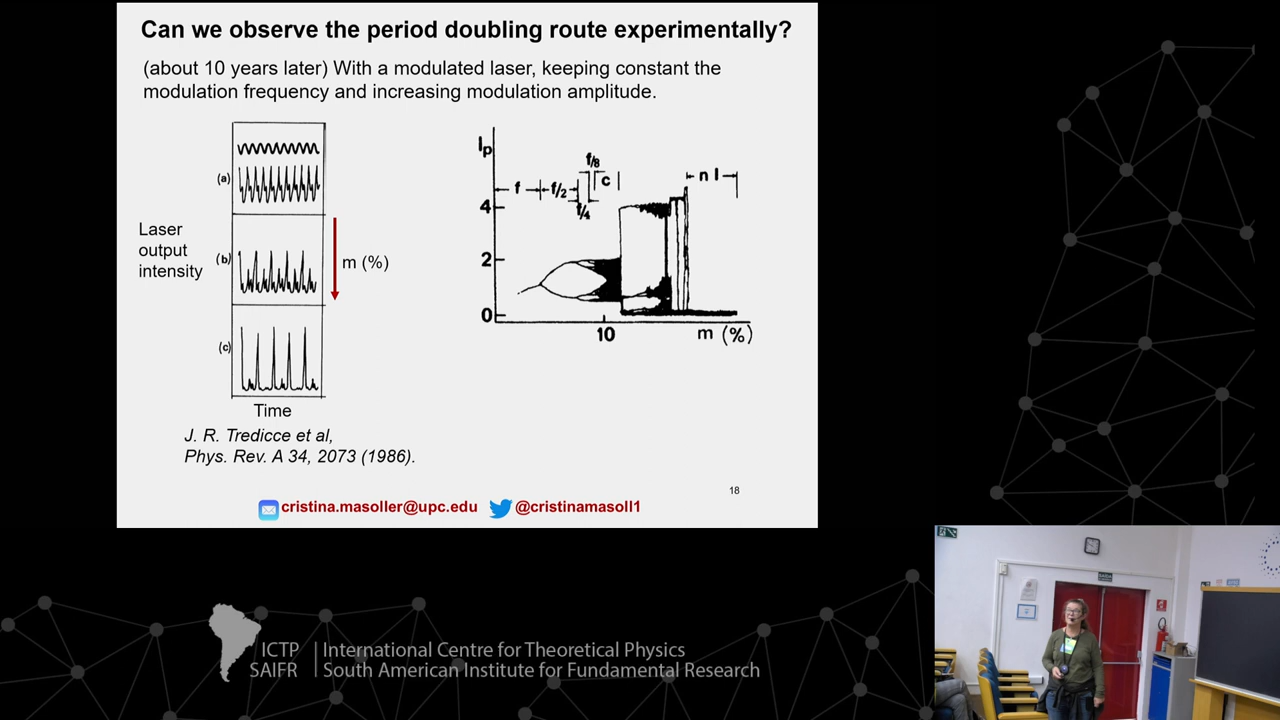 Can we observe the period doubling route experimentally?
(about 10 years later) With a modulated laser, keeping constant the
modulation frequency and increasing modulation amplitude.
(a)
(b)
(c)
Laser
output
intensity
m (%)
Time
J. R. Tredicce et al,
Phys. Rev. A 34, 2073 (1986).
Ip
4
2
0
f
f/2
f/4
f/8
c
n l
10
m (%)
18
cristina.masoller@upc.edu @cristinamasoll1
ICTP
SAIFR
International Centre for Theoretical Physics
South American Institute for Fundamental Research